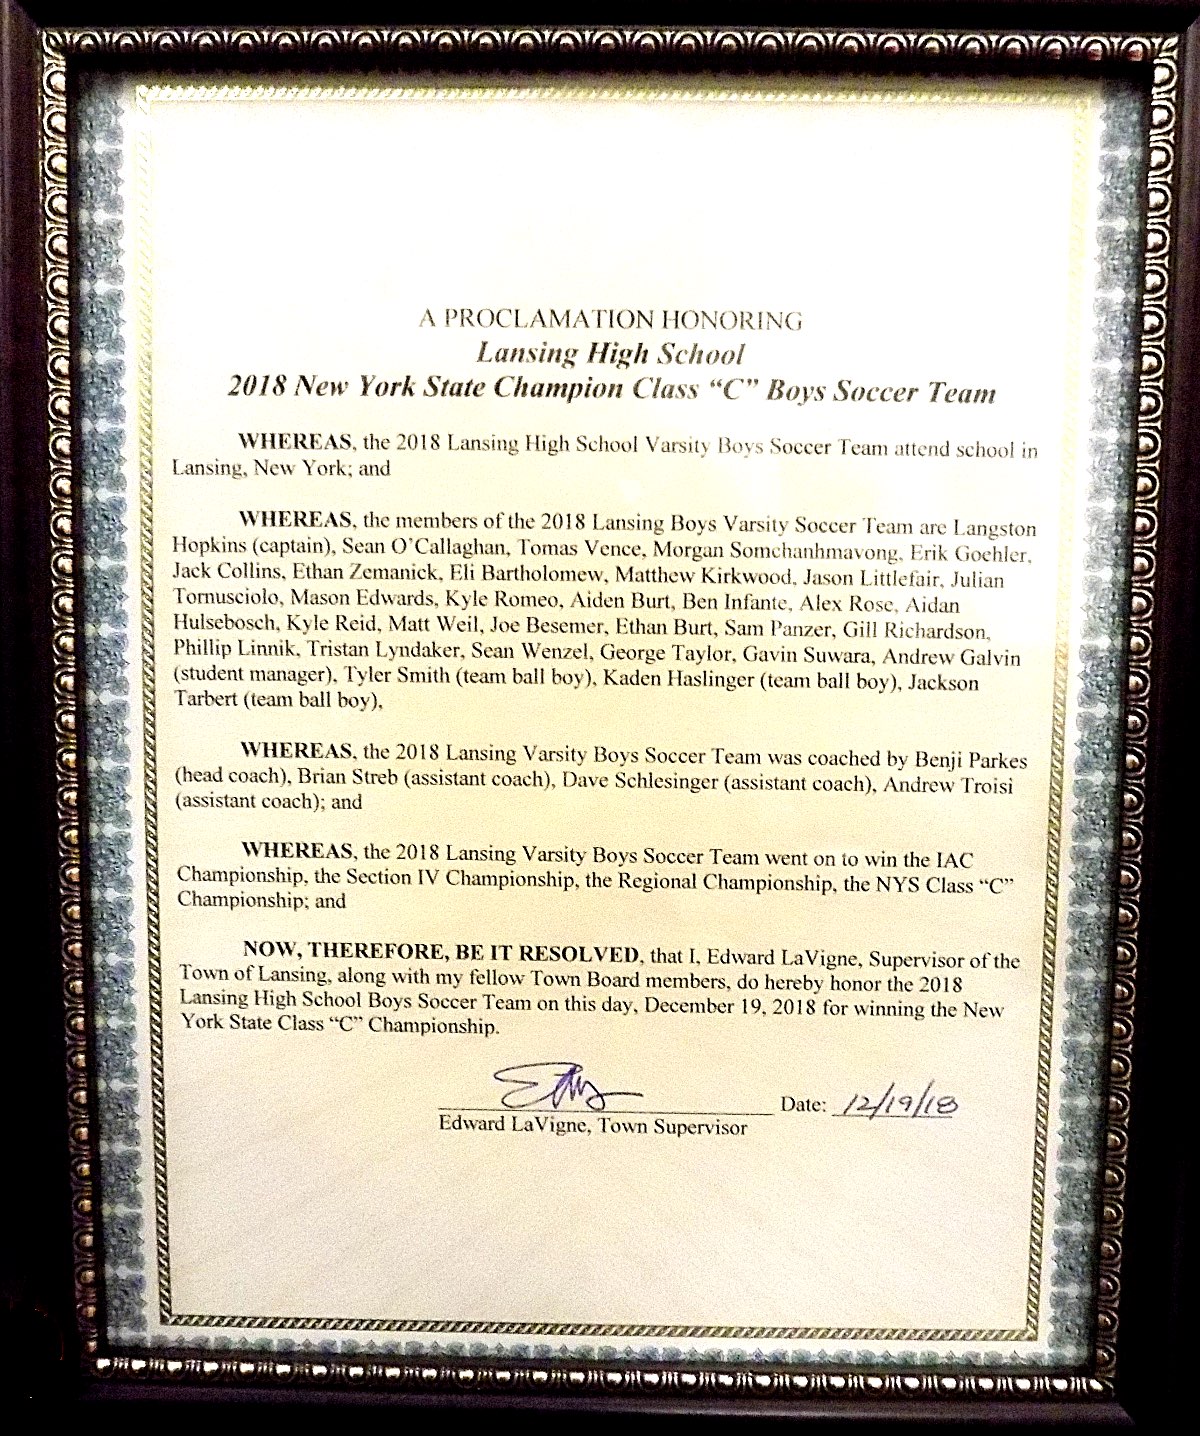 A PROCLAMATION HONORING
Lansing High School
2018 New York State Champion Class “C” Boys Soccer Team
WHEREAS, the 2018 Lansing High School Varsity Boys Soccer Team attend school in
Lansing, New York; and
WHEREAS, the members of the 2018 Lansing Boys Varsity Soccer Team are Langston
Hopkins (captain), Sean O’Callaghan, Tomas Vence, Morgan Somchanhmavong, Erik Goehler,
Jack Collins, Ethan Zemanick, Eli Bartholomew, Matthew Kirkwood, Jason Littlefair, Julian
Tornusciolo, Mason Edwards, Kyle Romeo, Aiden Burt, Ben Infante, Alex Rose, Aidan
Hulsebosch, Kyle Reid, Matt Weil, Joe Besemer, Ethan Burt, Sam Panzer, Gill Richardson,
Phillip Linnik, Tristan Lyndaker, Sean Wenzel, George Taylor, Gavin Suwara, Andrew Galvin
(student manager), Tyler Smith (team ball boy), Kaden Haslinger (team ball boy), Jackson
Tarbert (team ball boy),
WHEREAS, the 2018 Lansing Varsity Boys Soccer Team was coached by Benji Parkes
(head coach), Brian Streb (assistant coach), Dave Schlesinger (assistant coach), Andrew Troisi
(assistant coach); and
WHEREAS, the 2018 Lansing Varsity Boys Soccer Team went on to win the IAC
Championship, the Section IV Championship, the Regional Championship, the NYS Class “C”
Championship; and
NOW, THEREFORE, BE IT RESOLVED, that I, Edward LaVigne, Supervisor of the
Town of Lansing, along with my fellow Town Board members, do hereby honor the 2018
Lansing High School Boys Soccer Team on this day, December 19, 2018 for winning the New
York State Class “C” Championship.
Date: 12/19/18
Edward LaVigne, Town Supervisor